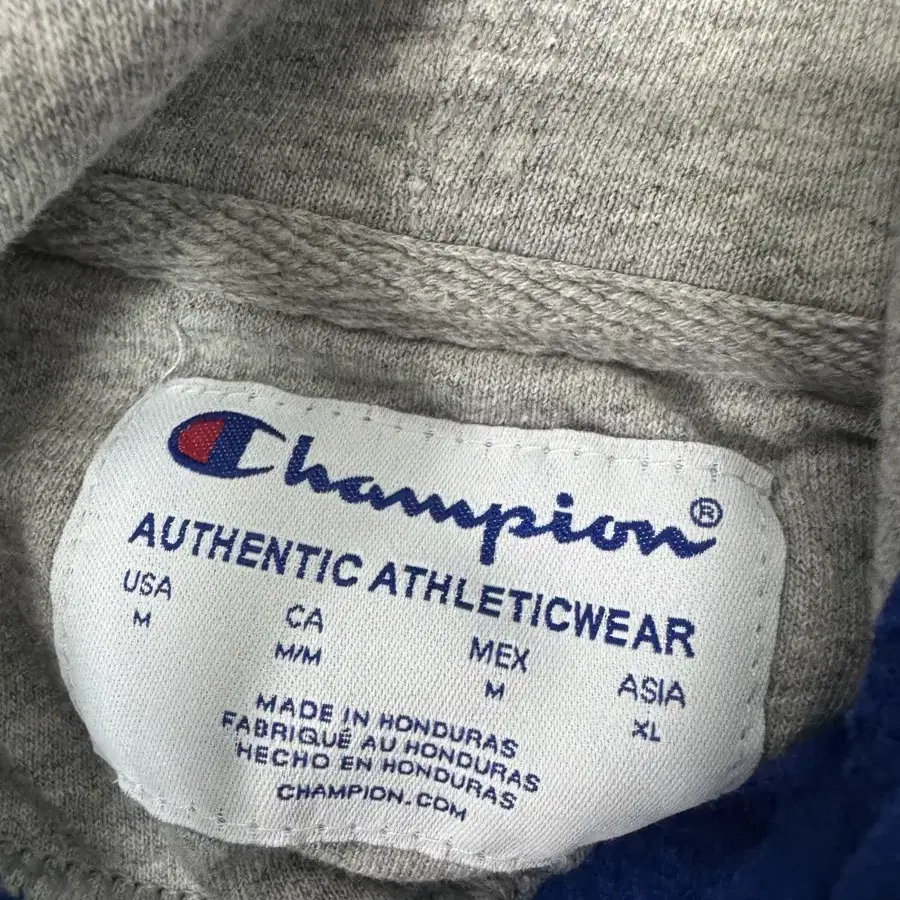 Champion®
AUTHENTIC ATHLETICWEAR
USA CA MEX ASIA
M M/M M XL
MADE IN HONDURAS
FABRIQUÉ AU HONDURAS
HECHO EN HONDURAS
CHAMPION.COM